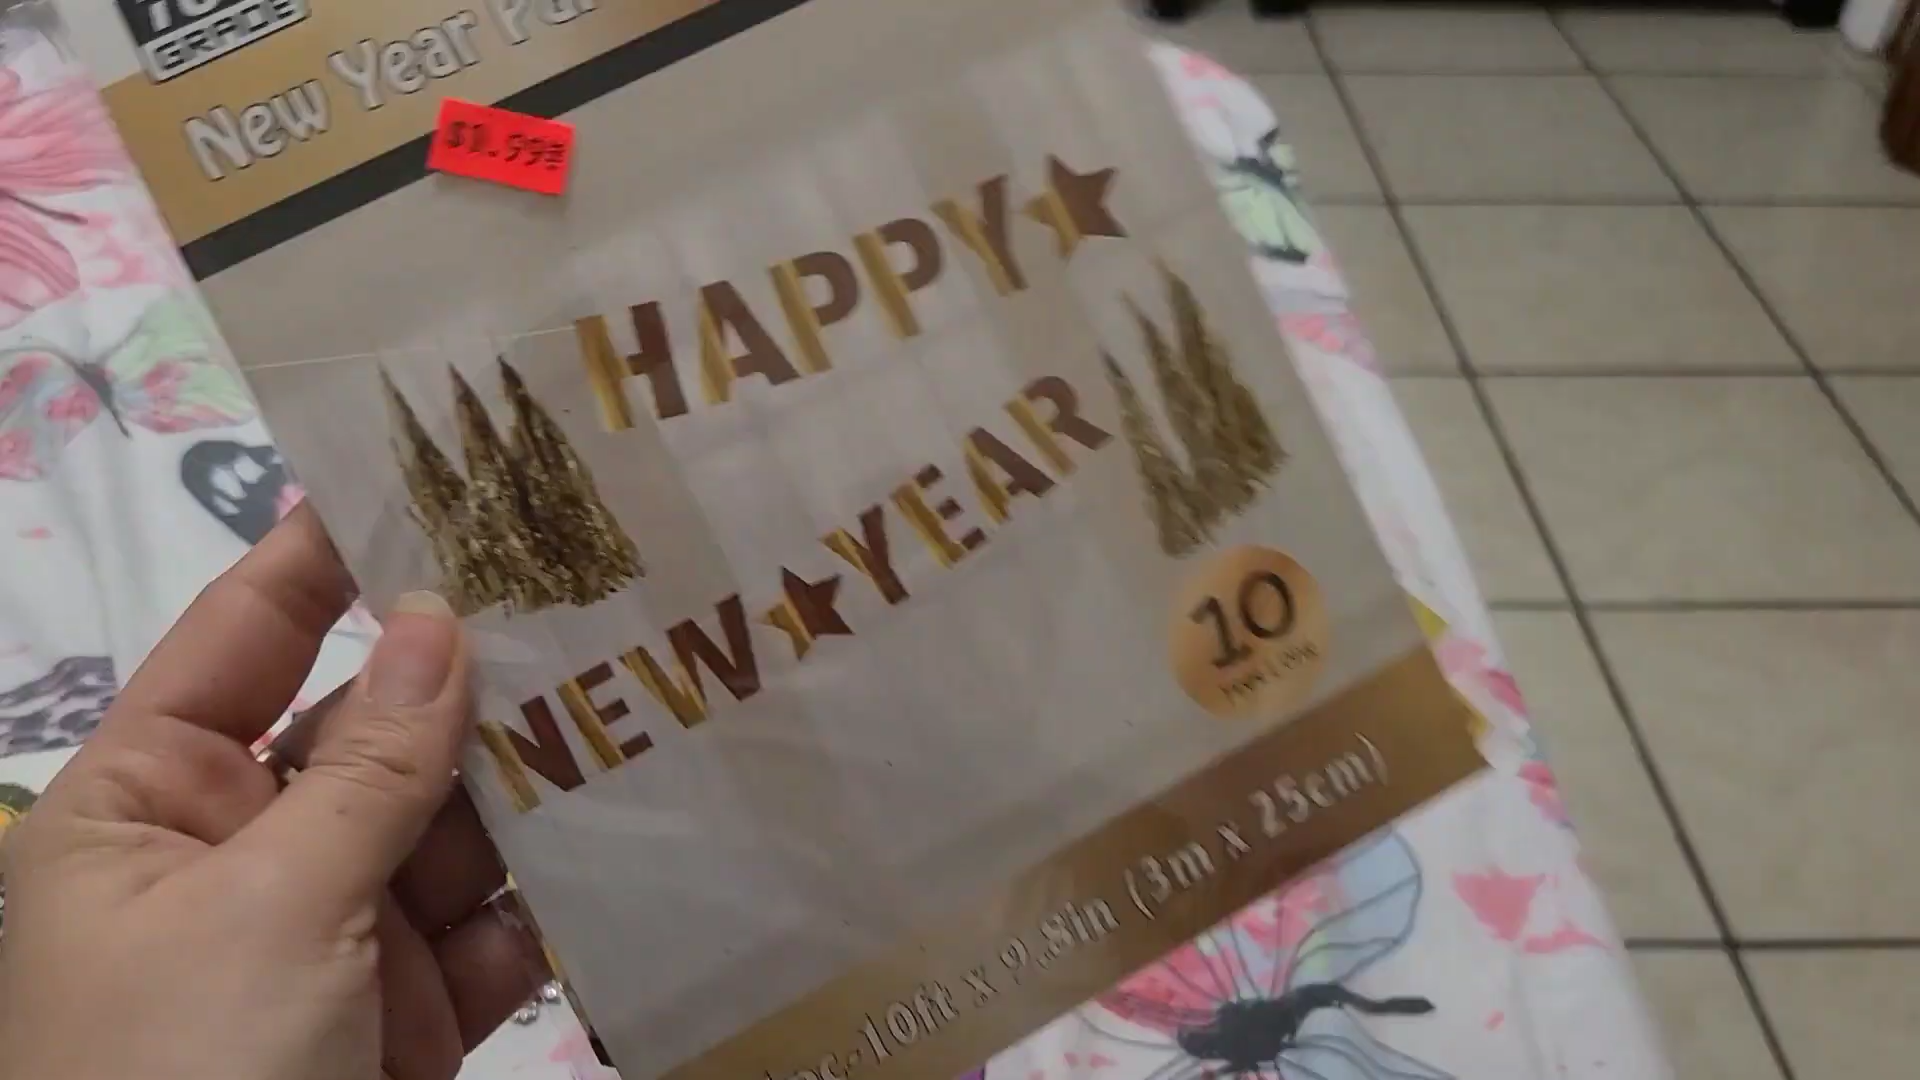 New Year
$1.99
HAPPY
NEW YEAR
10
10ft x 9.8in (3m x 25cm)